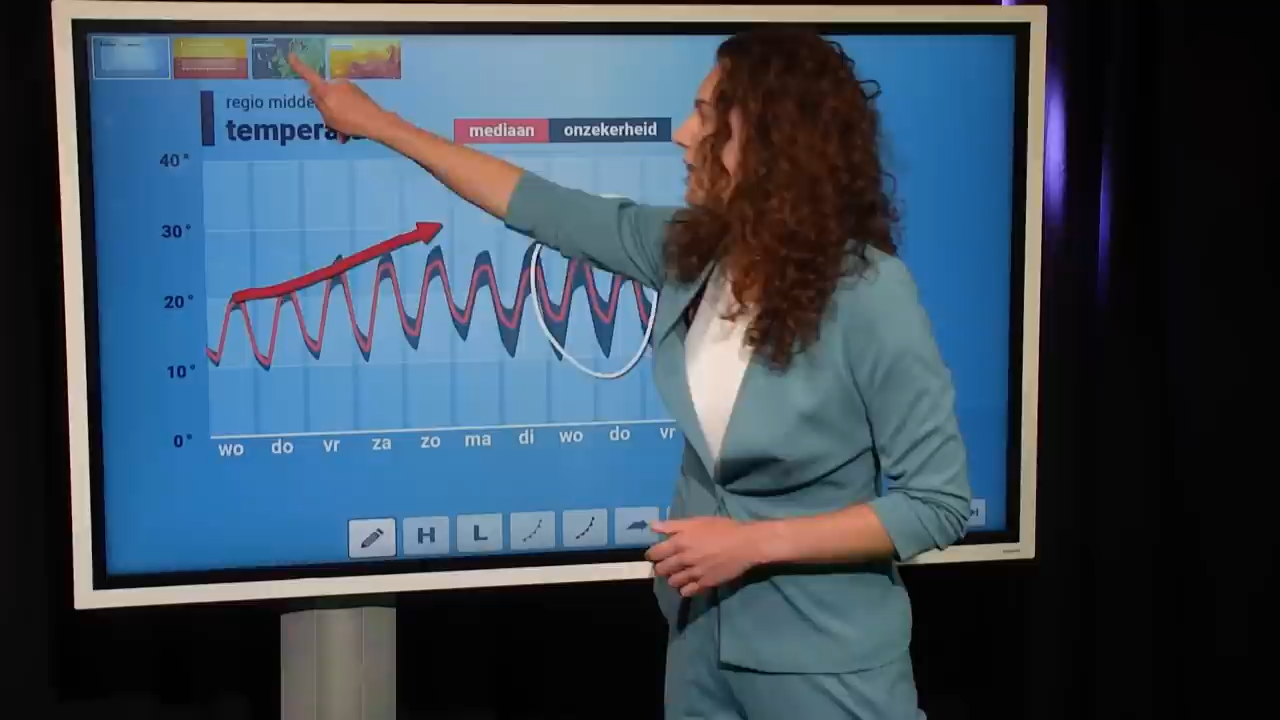 regio midde
tempera
mediaan onzekerheid
40°
30°
20°
10°
0°
wo do vr za zo ma di wo do vr
H L